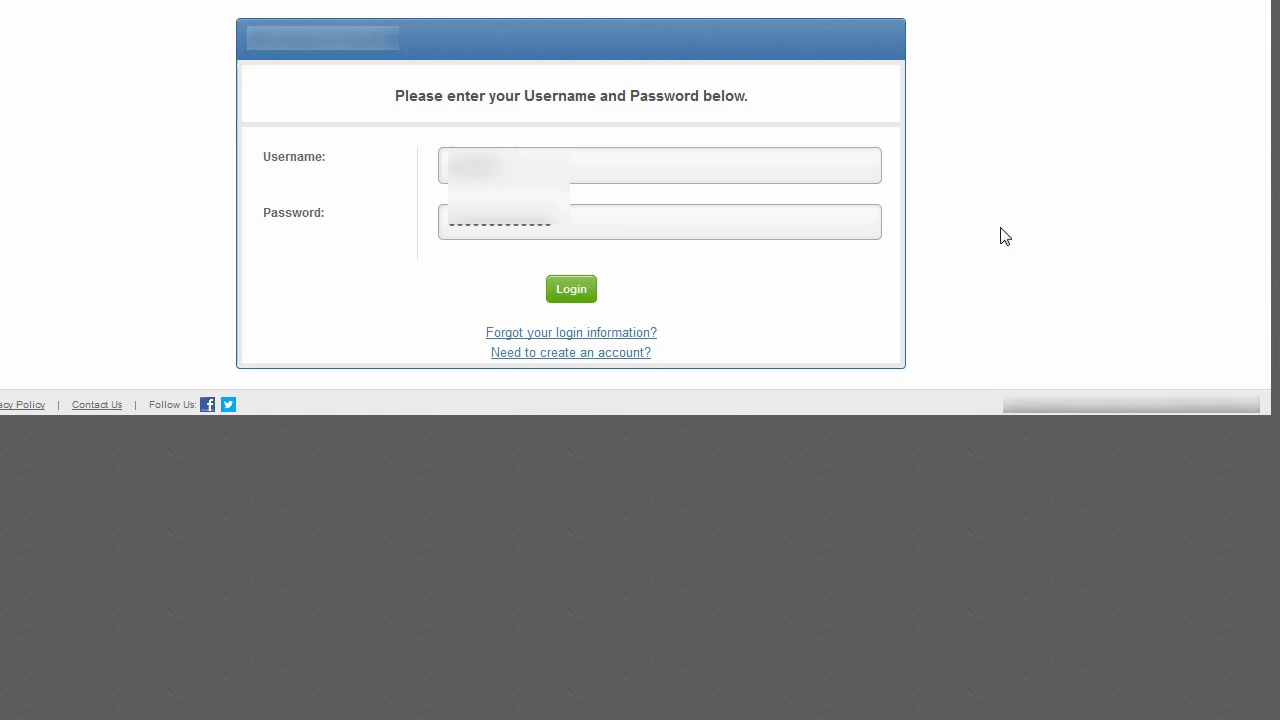 Please enter your Username and Password below.
Username:
Password:
Login
Forgot your login information?
Need to create an account?
Policy | Contact Us | Follow Us: